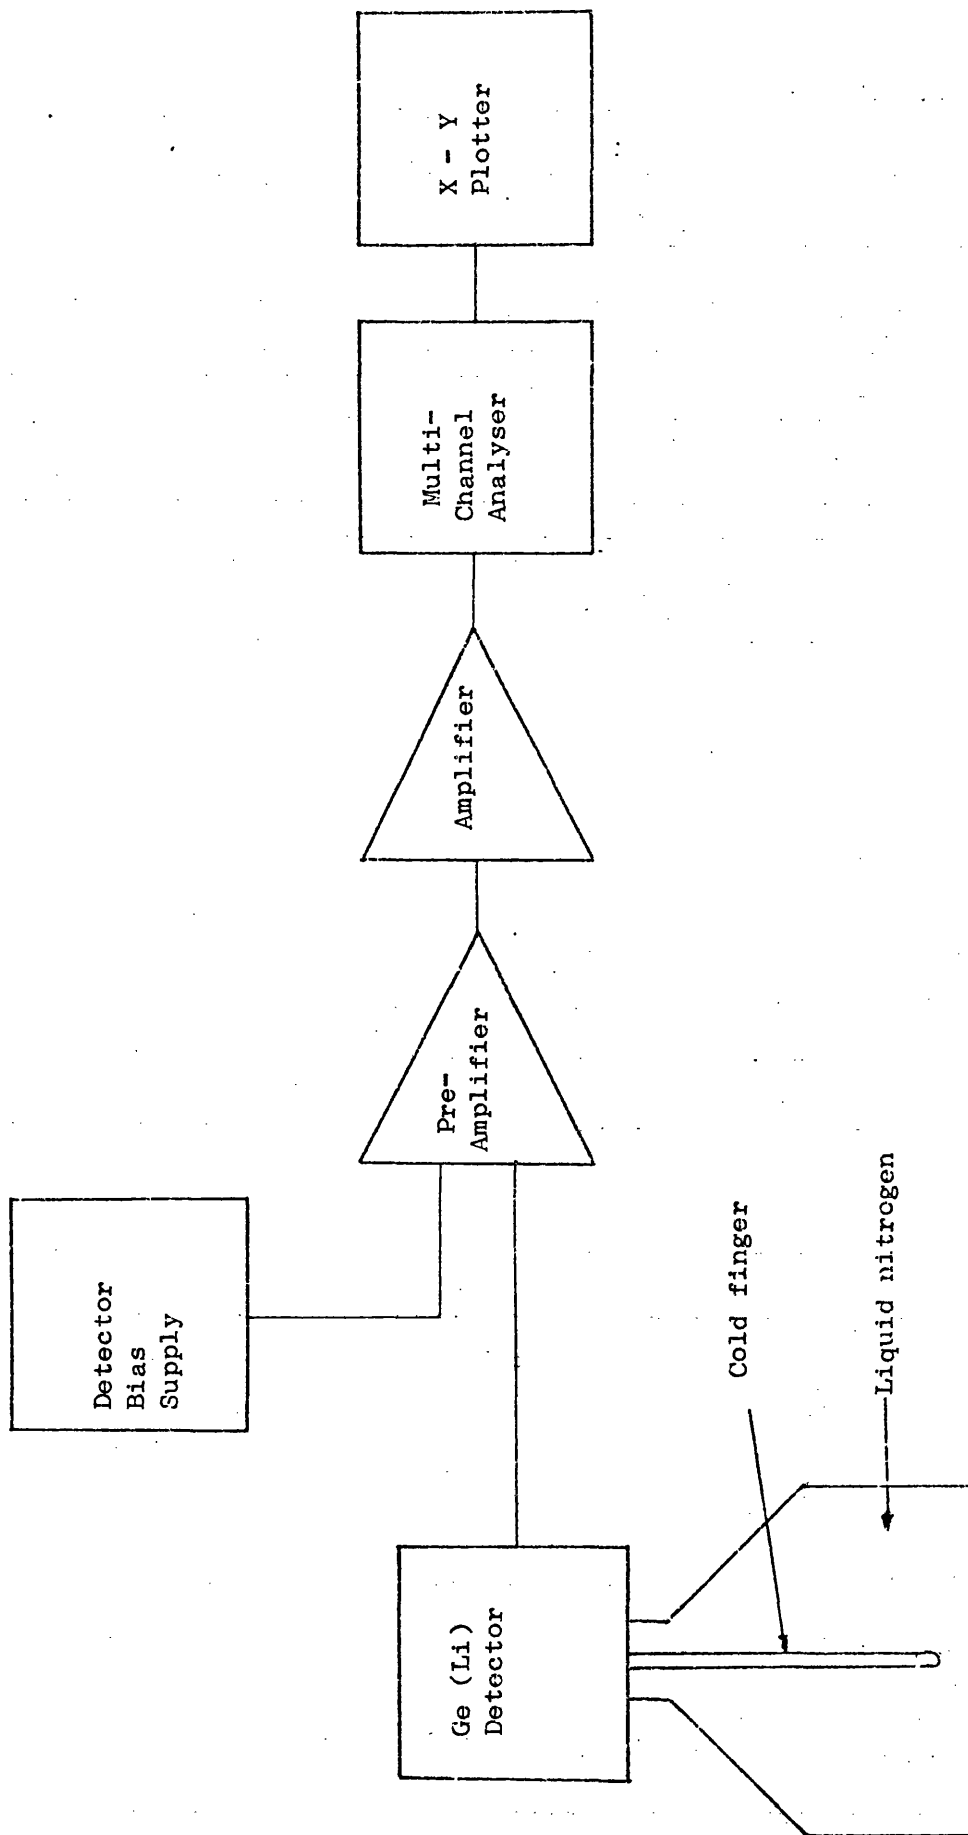 Detector
Bias
Supply
Ge (Li)
Detector
Pre-
Amplifier
Amplifier
Multi-
Channel
Analyser
X - Y
Plotter
Cold finger
Liquid nitrogen